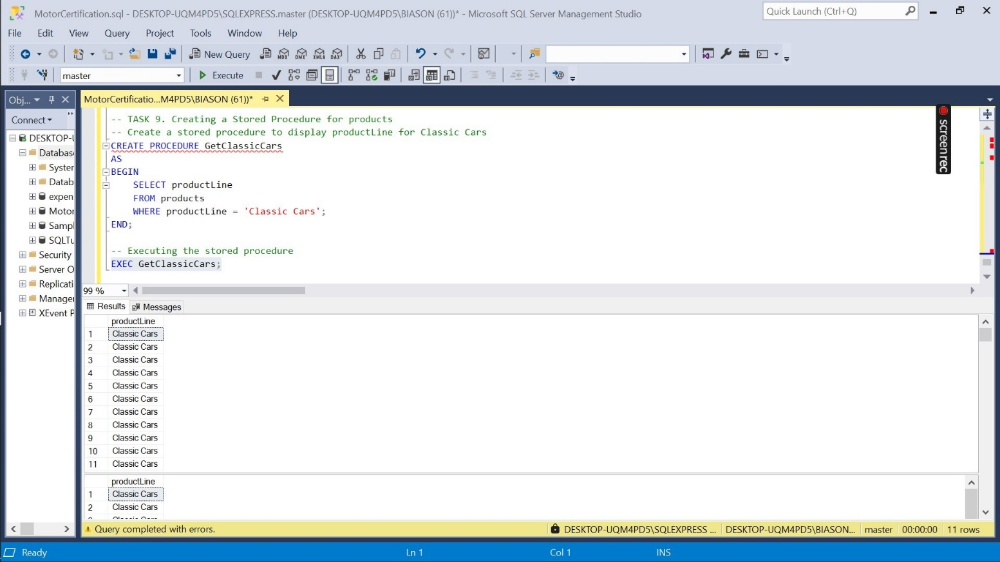 MotorCertification.sql - DESKTOP-UQM4PD5\SQLEXPRESS.master (DESKTOP-UQM4PD5\BIASON (61))* - Microsoft SQL Server Management Studio
Quick Launch (Ctrl+Q)
File Edit View Query Project Tools Window Help
New Query MDX DMX XMLA DAX
master Execute
Obj...
MotorCertificatio...M4PD5\BIASON (61))*
Connect
DESKTOP-U
Databas
Syster
Datab
expen
Motor
Sampl
SQLTu
Security
Server O
Replicati
Manager
XEvent P
-- TASK 9. Creating a Stored Procedure for products
-- Create a stored procedure to display productLine for Classic Cars
CREATE PROCEDURE GetClassicCars
AS
BEGIN
SELECT productLine
FROM products
WHERE productLine = 'Classic Cars';
END;
-- Executing the stored procedure
EXEC GetClassicCars;
screenrec
99 %
Results Messages
productLine
1 Classic Cars
2 Classic Cars
3 Classic Cars
4 Classic Cars
5 Classic Cars
6 Classic Cars
7 Classic Cars
8 Classic Cars
9 Classic Cars
10 Classic Cars
11 Classic Cars
productLine
1 Classic Cars
2 Classic Cars
Query completed with errors. DESKTOP-UQM4PD5\SQLEXPRESS ... DESKTOP-UQM4PD5\BIASON... master 00:00:00 11 rows
Ready Ln 1 Col 1 INS